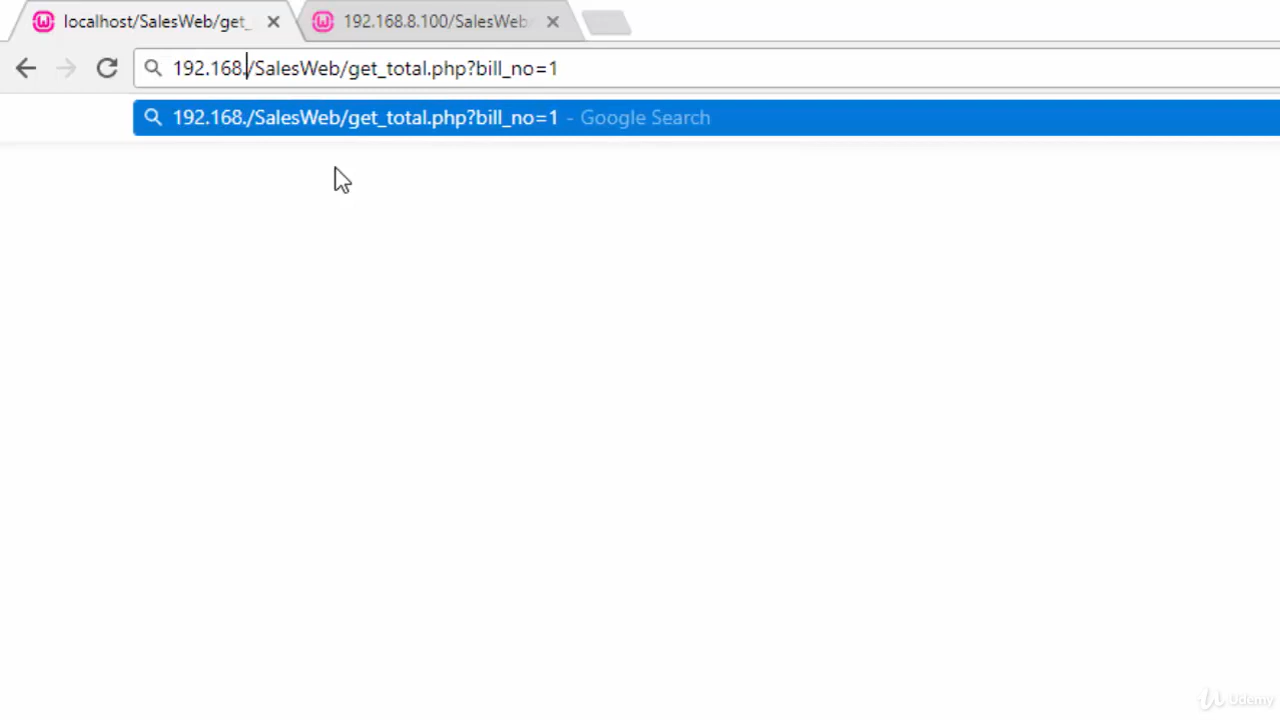 localhost/SalesWeb/get_
192.168.8.100/SalesWeb
192.168./SalesWeb/get_total.php?bill_no=1
192.168./SalesWeb/get_total.php?bill_no=1 - Google Search
Udemy